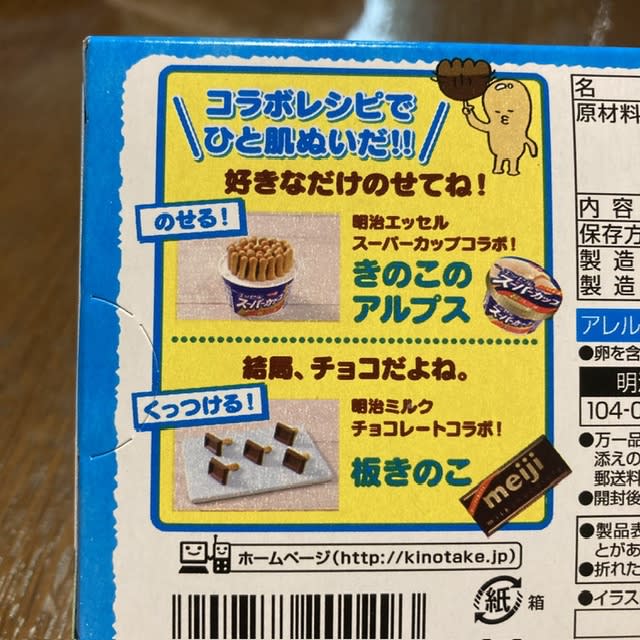 コラボレシピで
ひと肌ぬいだ!!
好きなだけのせてね!
のせる!
明治エッセル
スーパーカップコラボ!
きのこの
アルプス
スーパーカップ
スーパーカップ
結局、チョコだよね。
くっつける!
明治ミルク
チョコレートコラボ!
板きのこ
meiji
ホームページ(http://kinotake.jp)
紙 箱
名
原材料
内 容
保存方
製 造
製 造
アレル
●卵を含
明
104-0
●万一品
添えの
郵送料
●開封後
●製品表
とがあ
●折れた
●イラス